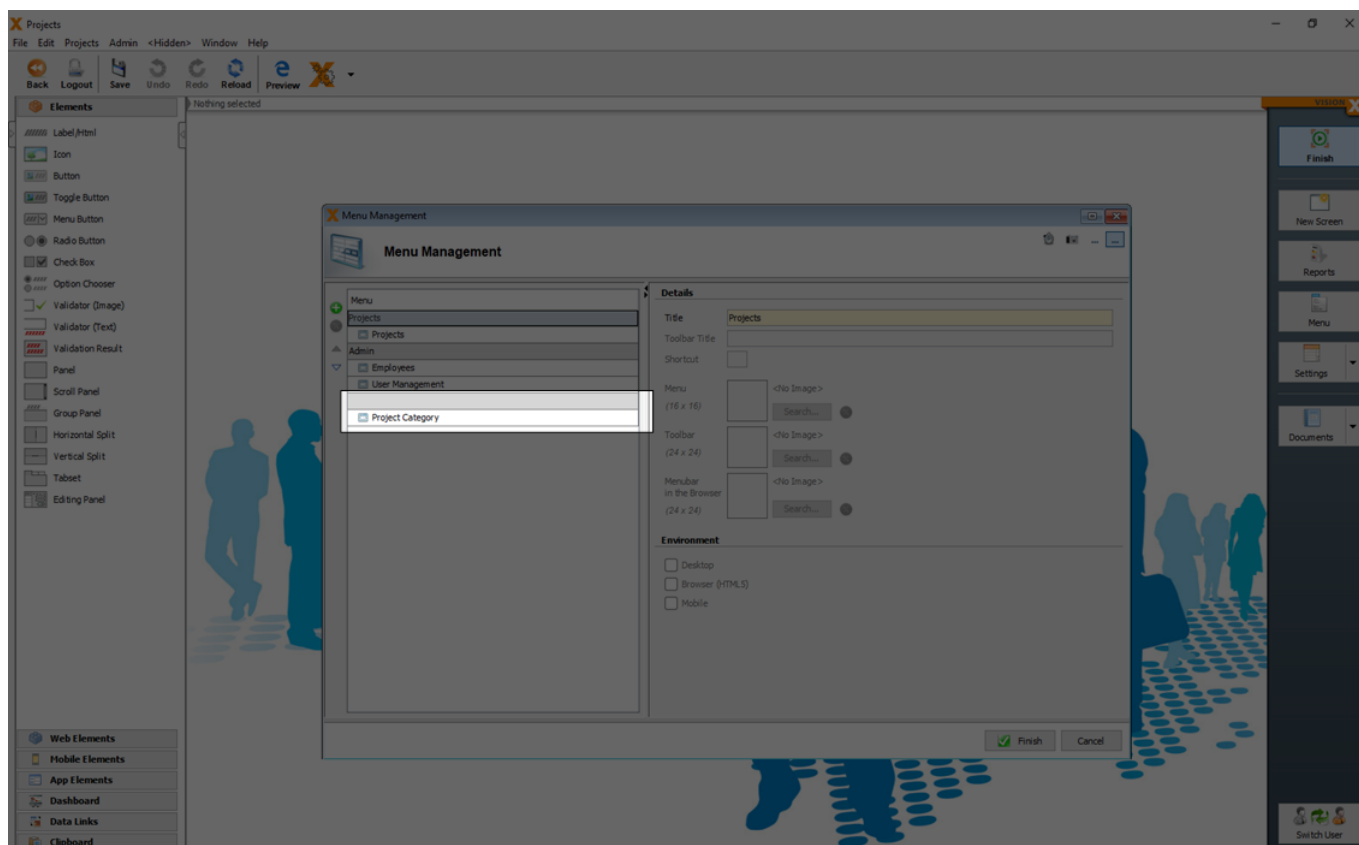 Projects
File Edit Projects Admin <Hidden> Window Help
Back Logout Save Undo Redo Reload Preview
Elements
Nothing selected
VISION X
Label/Html
Icon
Button
Toggle Button
Menu Button
Radio Button
Check Box
Option Chooser
Validator (Image)
Validator (Text)
Validation Result
Panel
Scroll Panel
Group Panel
Horizontal Split
Vertical Split
Tabset
Editing Panel
Web Elements
Mobile Elements
App Elements
Dashboard
Data Links
Clipboard
Menu Management
Menu Management
Menu
Projects
Projects
Admin
Employees
User Management
Project Category
Details
Title Projects
Toolbar Title
Shortcut
Menu <No Image>
(16 x 16) Search...
Toolbar <No Image>
(24 x 24) Search...
Menubar <No Image>
in the Browser
(24 x 24) Search...
Environment
Desktop
Browser (HTML5)
Mobile
Finish Cancel
Finish
New Screen
Reports
Menu
Settings
Documents
Switch User